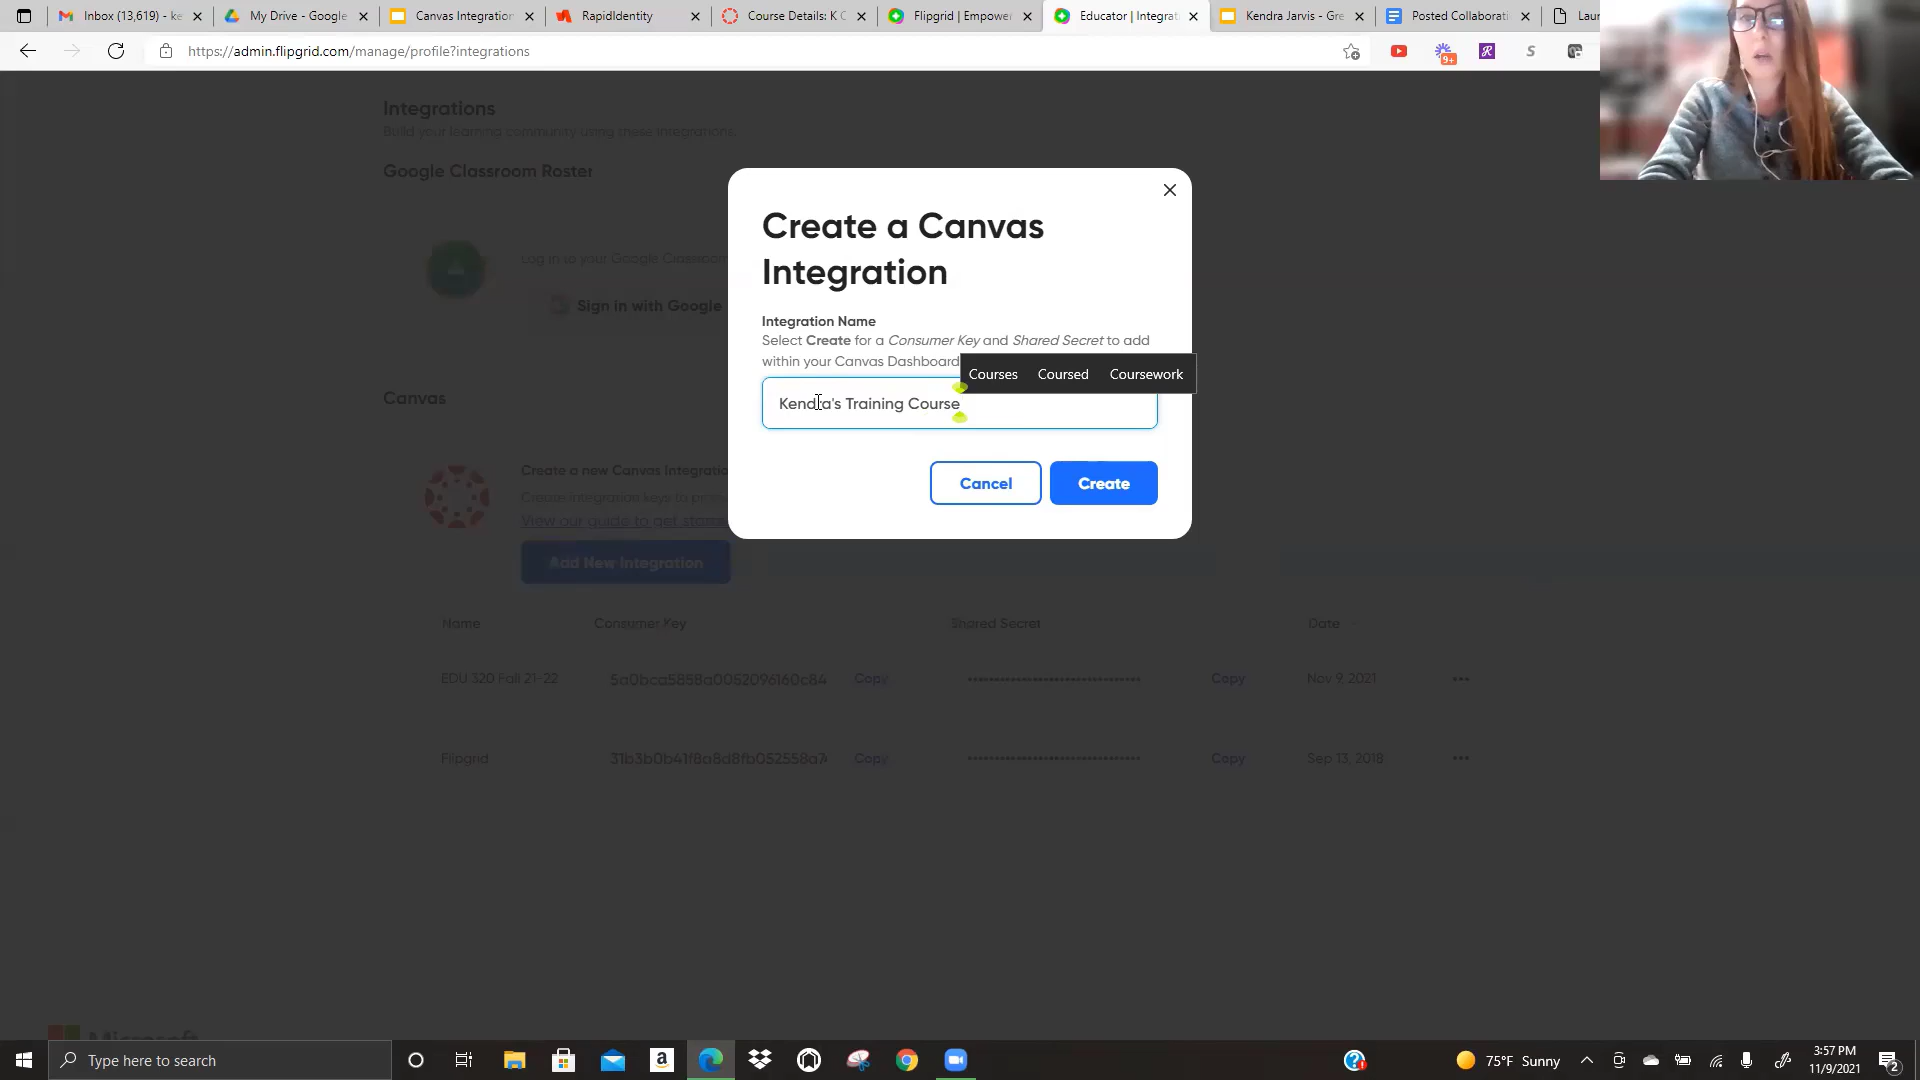 Inbox (13,619) - ke
My Drive - Google
Canvas Integration
RapidIdentity
Course Details: K C
Flipgrid | Empower
Educator | Integrat
Kendra Jarvis - Gre
Posted Collaborati
Lau
https://admin.flipgrid.com/manage/profile?integrations
9+
Integrations
Build your learning community using these integrations.
Google Classroom Roster
Log in to your Google Classroom
Sign in with Google
Create a Canvas
Integration
Integration Name
Select Create for a Consumer Key and Shared Secret to add
within your Canvas Dashboard
Courses Coursed Coursework
Kendra's Training Course
Cancel Create
Canvas
Create a new Canvas Integratio
Create integration keys to
View our guide to get
Add New Integration
Name Consumer Key Shared Secret Date
EDU 320 Fall 21-22 5a0bca5858a0052096160c84 Copy Copy Nov 9, 2021
Flipgrid 31b3b0b41f8a8d8fb052558a7 Copy Copy Sep 13, 2018
Microsoft
Type here to search
75°F Sunny
3:57 PM
11/9/2021
2